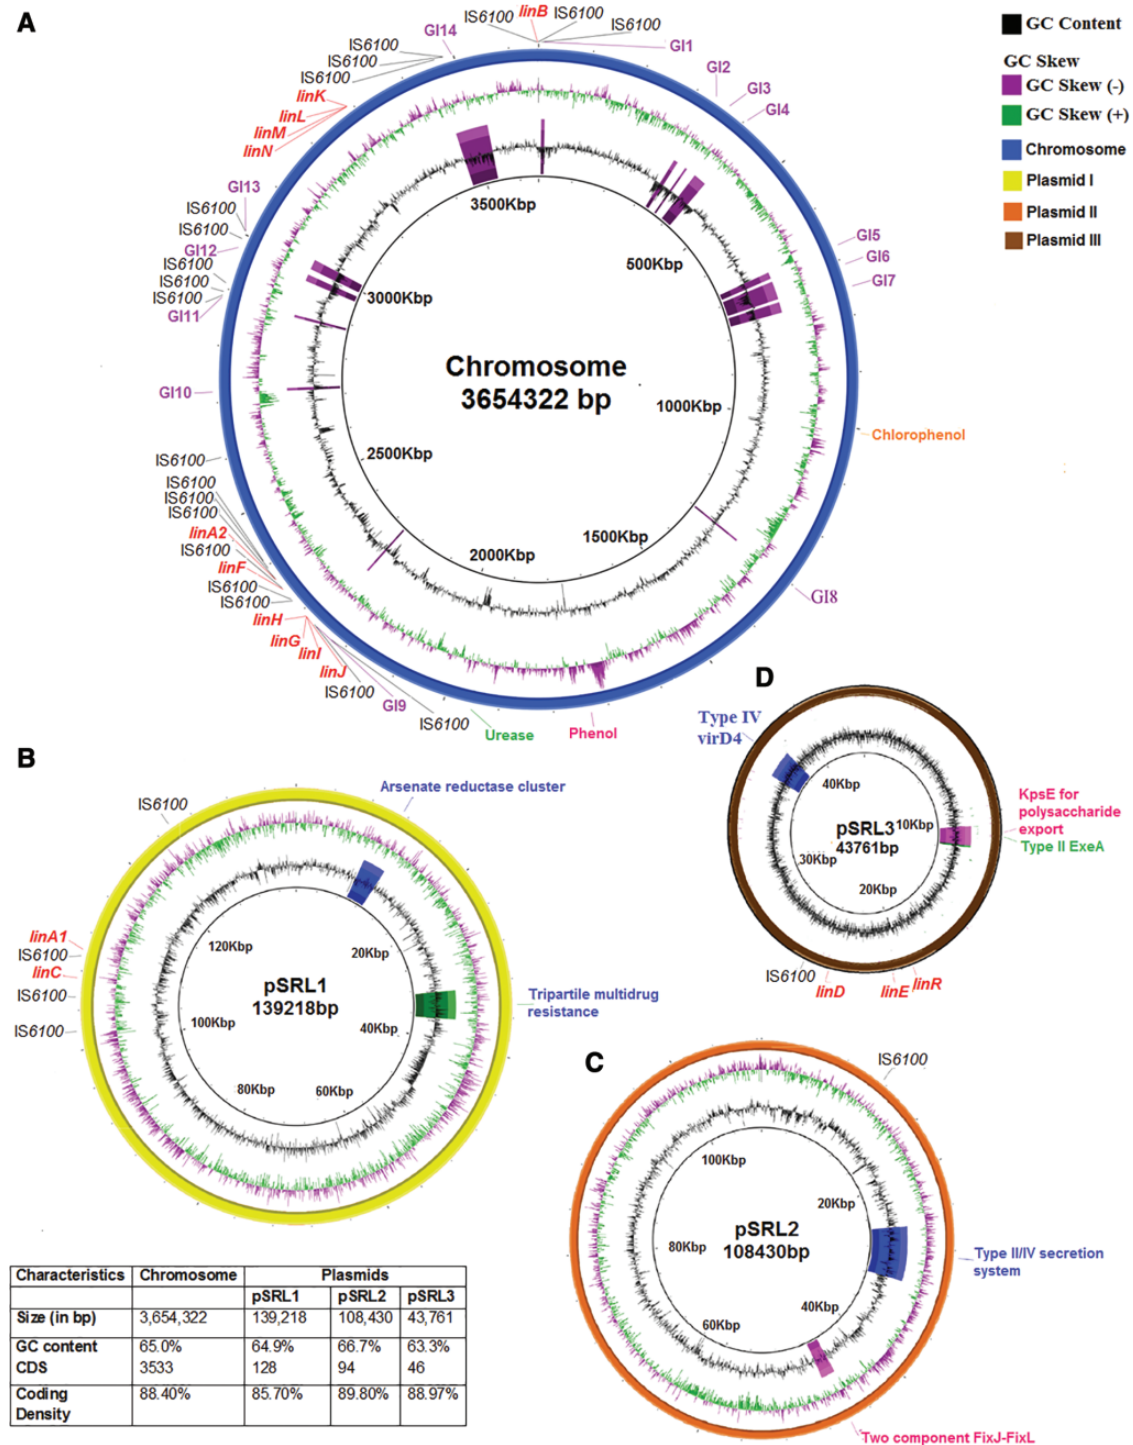 A
IS6100
linB
IS6100
IS6100
GI1
GI14
IS6100
IS6100
IS6100
linK
linL
linM
linN
GI2
GI3
GI4
GC Content
GC Skew
GC Skew (-)
GC Skew (+)
Chromosome
Plasmid I
Plasmid II
Plasmid III
GI13
IS6100
IS6100
GI12
IS6100
IS6100
IS6100
GI11
GI10
GI5
GI6
GI7
3500Kbp
500Kbp
3000Kbp
Chromosome
3654322 bp
1000Kbp
2500Kbp
1500Kbp
2000Kbp
Chlorophenol
IS6100
IS6100
IS6100
IS6100
linA2
IS6100
linF
IS6100
IS6100
linH
linG
linI
linJ
IS6100
GI9
IS6100
Urease
Phenol
GI8
D
Type IV
virD4
40Kbp
pSRL3
43761bp
10Kbp
30Kbp
20Kbp
KpsE for
polysaccharide
export
Type II ExeA
IS6100
linD
linE
linR
B
IS6100
Arsenate reductase cluster
linA1
IS6100
linC
IS6100
IS6100
120Kbp
20Kbp
pSRL1
139218bp
100Kbp
40Kbp
80Kbp
60Kbp
Tripartile multidrug
resistance
C
IS6100
100Kbp
20Kbp
pSRL2
108430bp
80Kbp
40Kbp
60Kbp
Type II/IV secretion
system
Two component FixJ-FixL
Characteristics Chromosome Plasmids
pSRL1 pSRL2 pSRL3
Size (in bp) 3,654,322 139,218 108,430 43,761
GC content 65.0% 64.9% 66.7% 63.3%
CDS 3533 128 94 46
Coding 88.40% 85.70% 89.80% 88.97%
Density